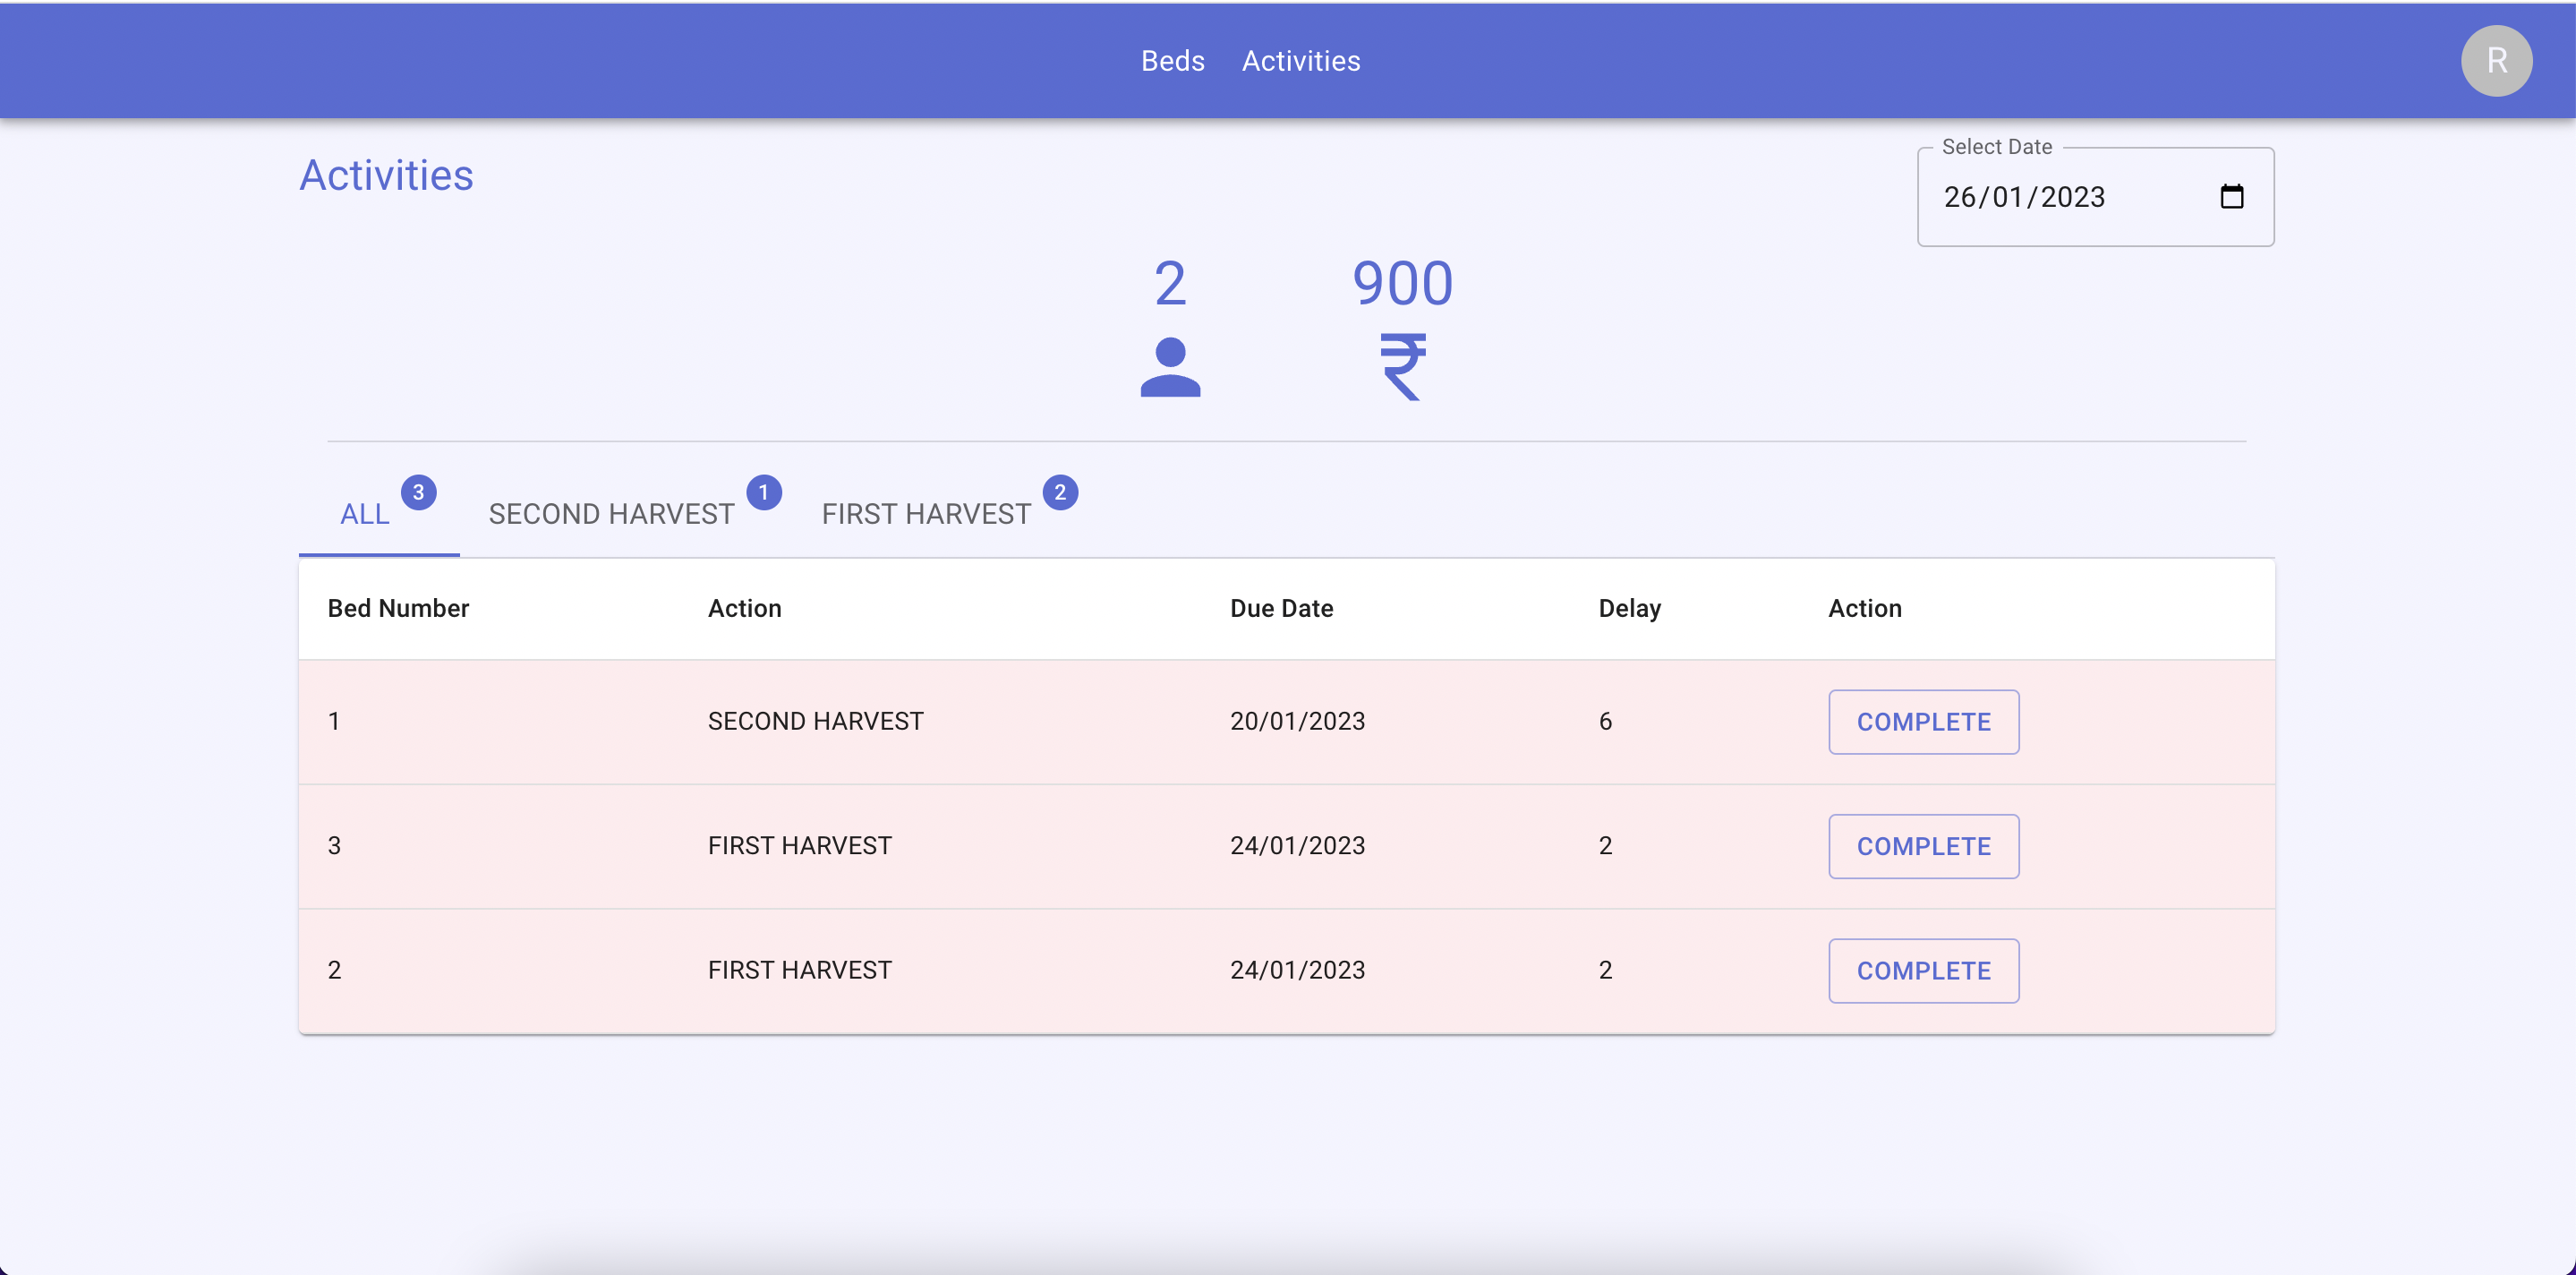 Beds Activities R
Activities
Select Date
26/01/2023
2 900
₹
ALL 3 SECOND HARVEST 1 FIRST HARVEST 2
Bed Number Action Due Date Delay Action
1 SECOND HARVEST 20/01/2023 6 COMPLETE
3 FIRST HARVEST 24/01/2023 2 COMPLETE
2 FIRST HARVEST 24/01/2023 2 COMPLETE